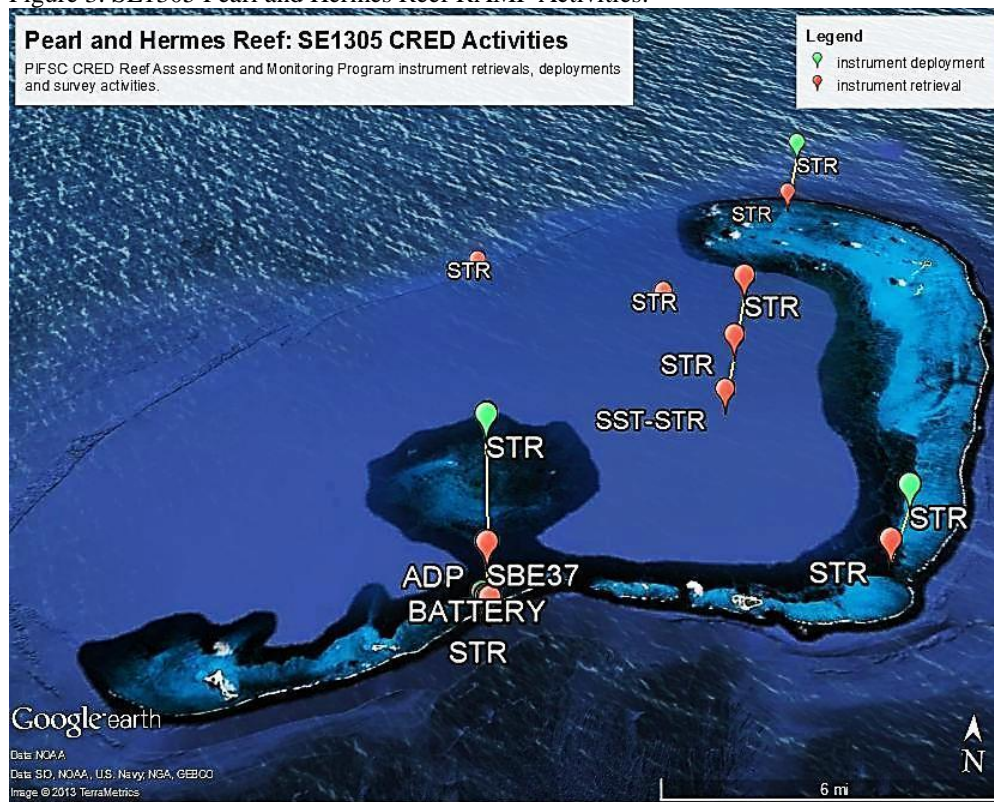 Pearl and Hermes Reef: SE1305 CRED Activities
PIFSC CRED Reef Assessment and Monitoring Program instrument retrievals, deployments
and survey activities.
Legend
instrument deployment
instrument retrieval
STR
STR
STR
STR
STR
STR
SST-STR
STR
STR
STR
ADP SBE37
BATTERY
STR
Google earth
Data NOAA
Data SIO, NOAA, U.S. Navy, NGA, GEBCO
Image © 2013 TerraMetrics
6 mi
N